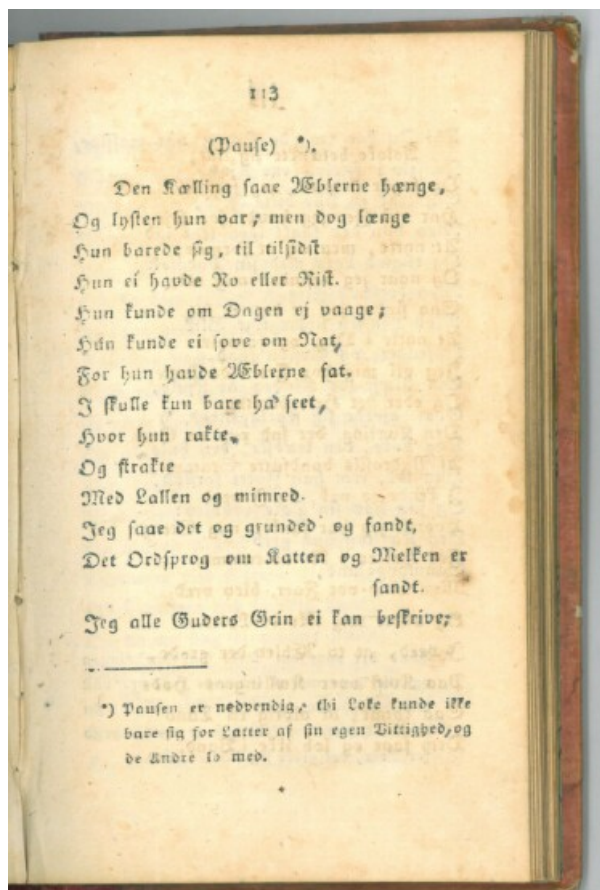 113
(Pause) *).
Den Kælling saae Æblerne hænge,
Og lysten hun var; men dog længe
Hun barede sig, til tilsidst
Hun ei havde Ro eller Rist.
Hun kunde om Dagen ej vaage;
Hun kunde ei sove om Nat,
For hun havde Æblerne fat.
I skulle kun bare ha' seet,
Hvor hun rakte,
Og strakte
Med Lallen og mimred.
Jeg saae det og grunded og fandt,
Det Ordsprog om Katten og Melken er
sandt.
Jeg alle Guders Grin ei kan beskrive;
*) Pausen er nødvendig, thi Loke kunde ikke
bare sig for Latter af sin egen Vittighed, og
de Andre lo med.